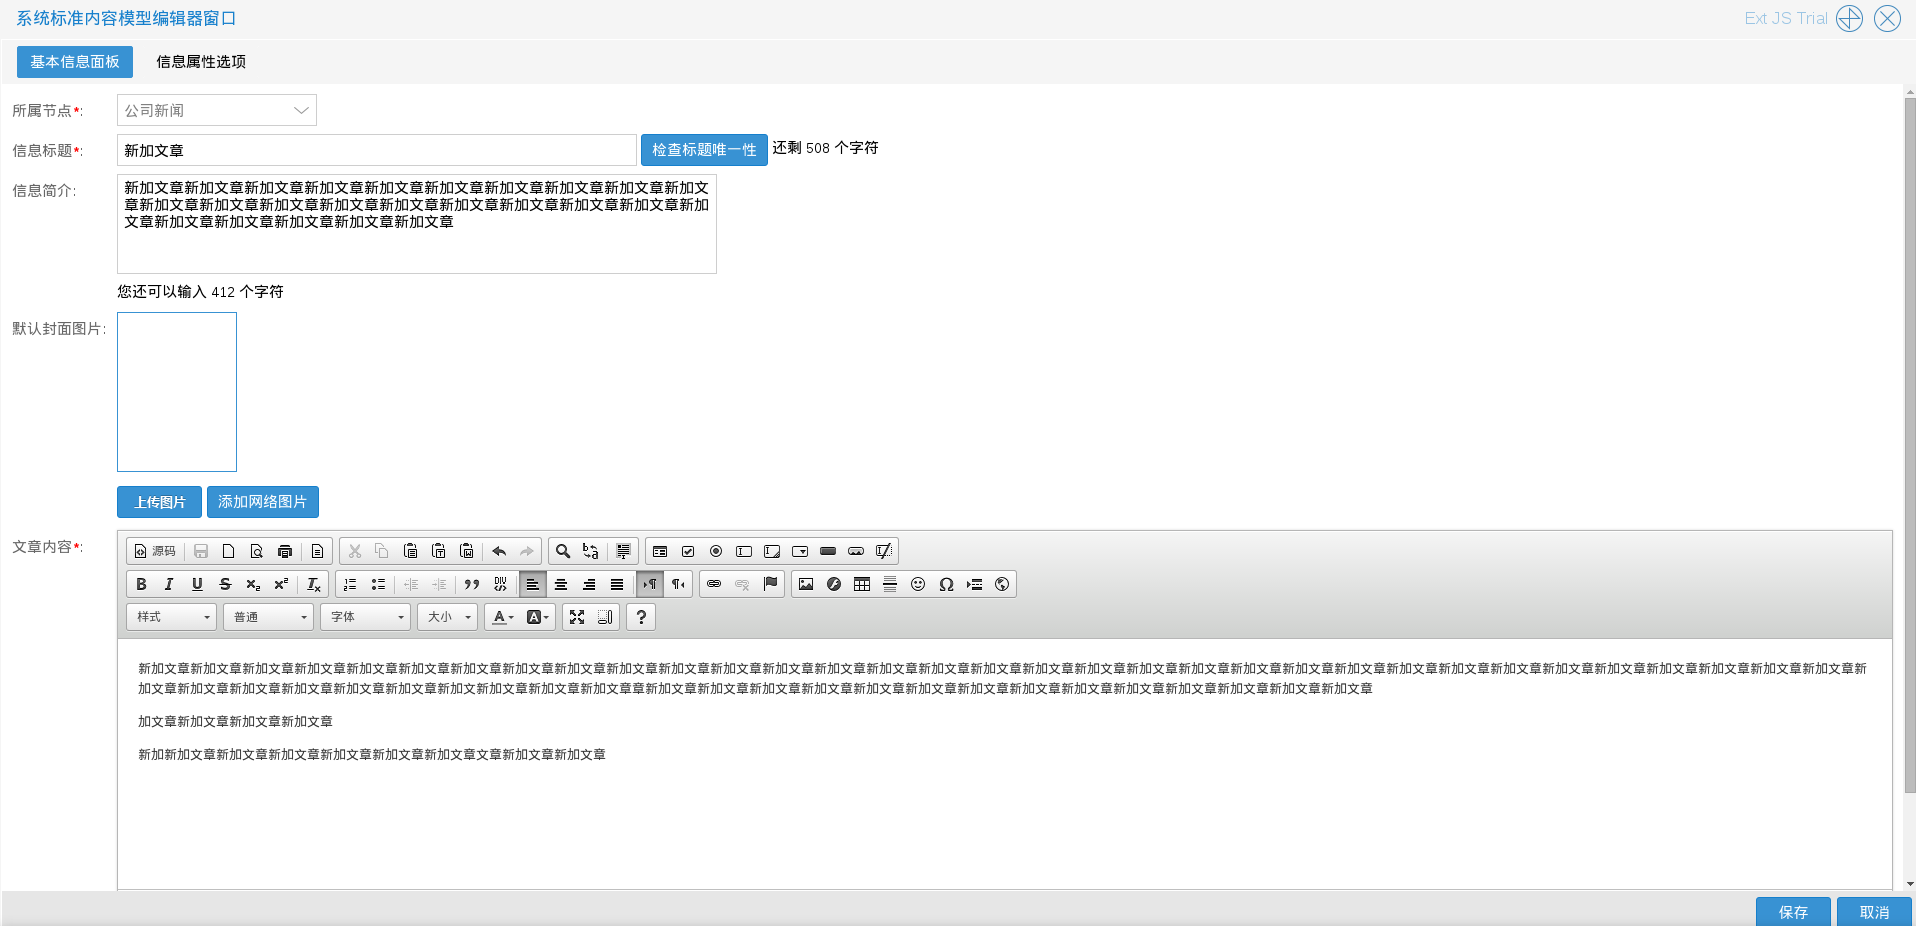 系统标准内容模型编辑器窗口
Ext JS Trial
基本信息面板 信息属性选项
所属节点*: 公司新闻
信息标题*: 新加文章 检查标题唯一性 还剩 508 个字符
信息简介: 新加文章新加文章新加文章新加文章新加文章新加文章新加文章新加文章新加文章新加文
章新加文章新加文章新加文章新加文章新加文章新加文章新加文章新加文章新加文章新加
文章新加文章新加文章新加文章新加文章新加文章
您还可以输入 412 个字符
默认封面图片:
上传图片 添加网络图片
文章内容*:
源码
样式 普通 字体 大小
新加文章新加文章新加文章新加文章新加文章新加文章新加文章新加文章新加文章新加文章新加文章新加文章新加文章新加文章新加文章新加文章新加文章新加文章新加文章新加文章新加文章新加文章新加文章新加文章新加文章新加文章新加文章新加文章新加文章新加文章新加文章新加文章新加文章新
加文章新加文章新加文章新加文章新加文章新加文章新加文新加文章新加文章新加文章章新加文章新加文章新加文章新加文章新加文章新加文章新加文章新加文章新加文章新加文章新加文章新加文章新加文章新加文章
加文章新加文章新加文章新加文章
新加新加文章新加文章新加文章新加文章新加文章新加文章文章新加文章新加文章
保存 取消